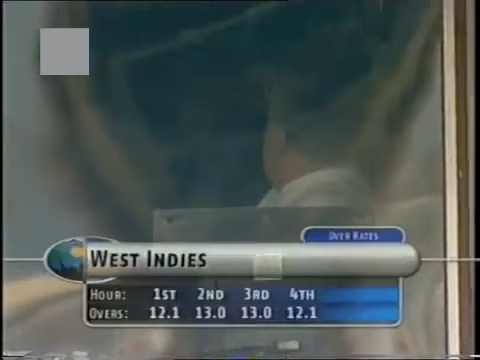 OVER RATES
WEST INDIES
HOUR: 1ST 2ND 3RD 4TH
OVERS: 12.1 13.0 13.0 12.1